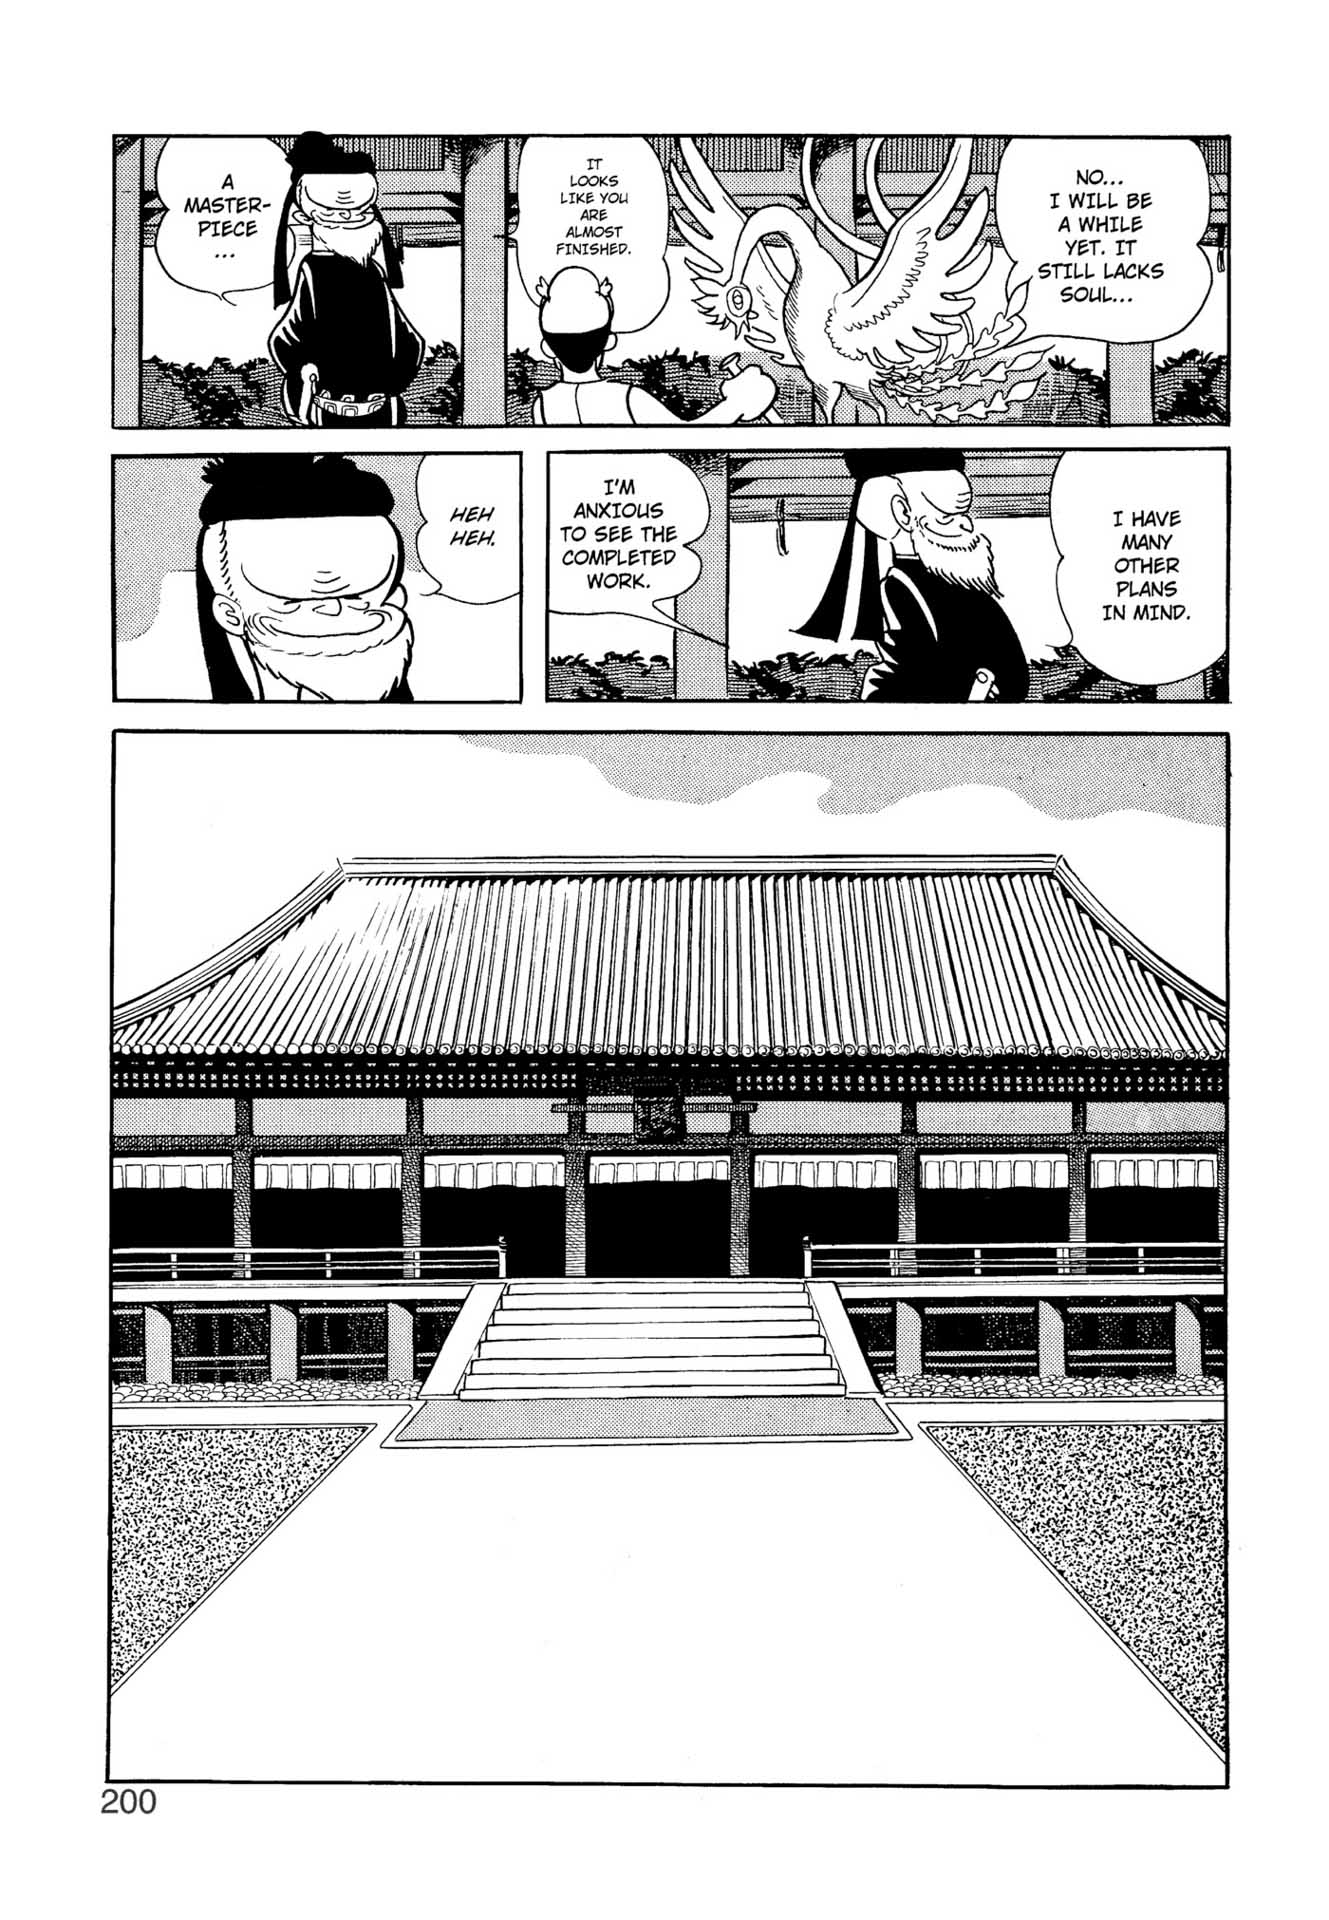 A
MASTER-
PIECE
...
IT
LOOKS
LIKE YOU
ARE
ALMOST
FINISHED.
NO...
I WILL BE
A WHILE
YET. IT
STILL LACKS
SOUL...
HEH
HEH.
I'M
ANXIOUS
TO SEE THE
COMPLETED
WORK.
I HAVE
MANY
OTHER
PLANS
IN MIND.
200